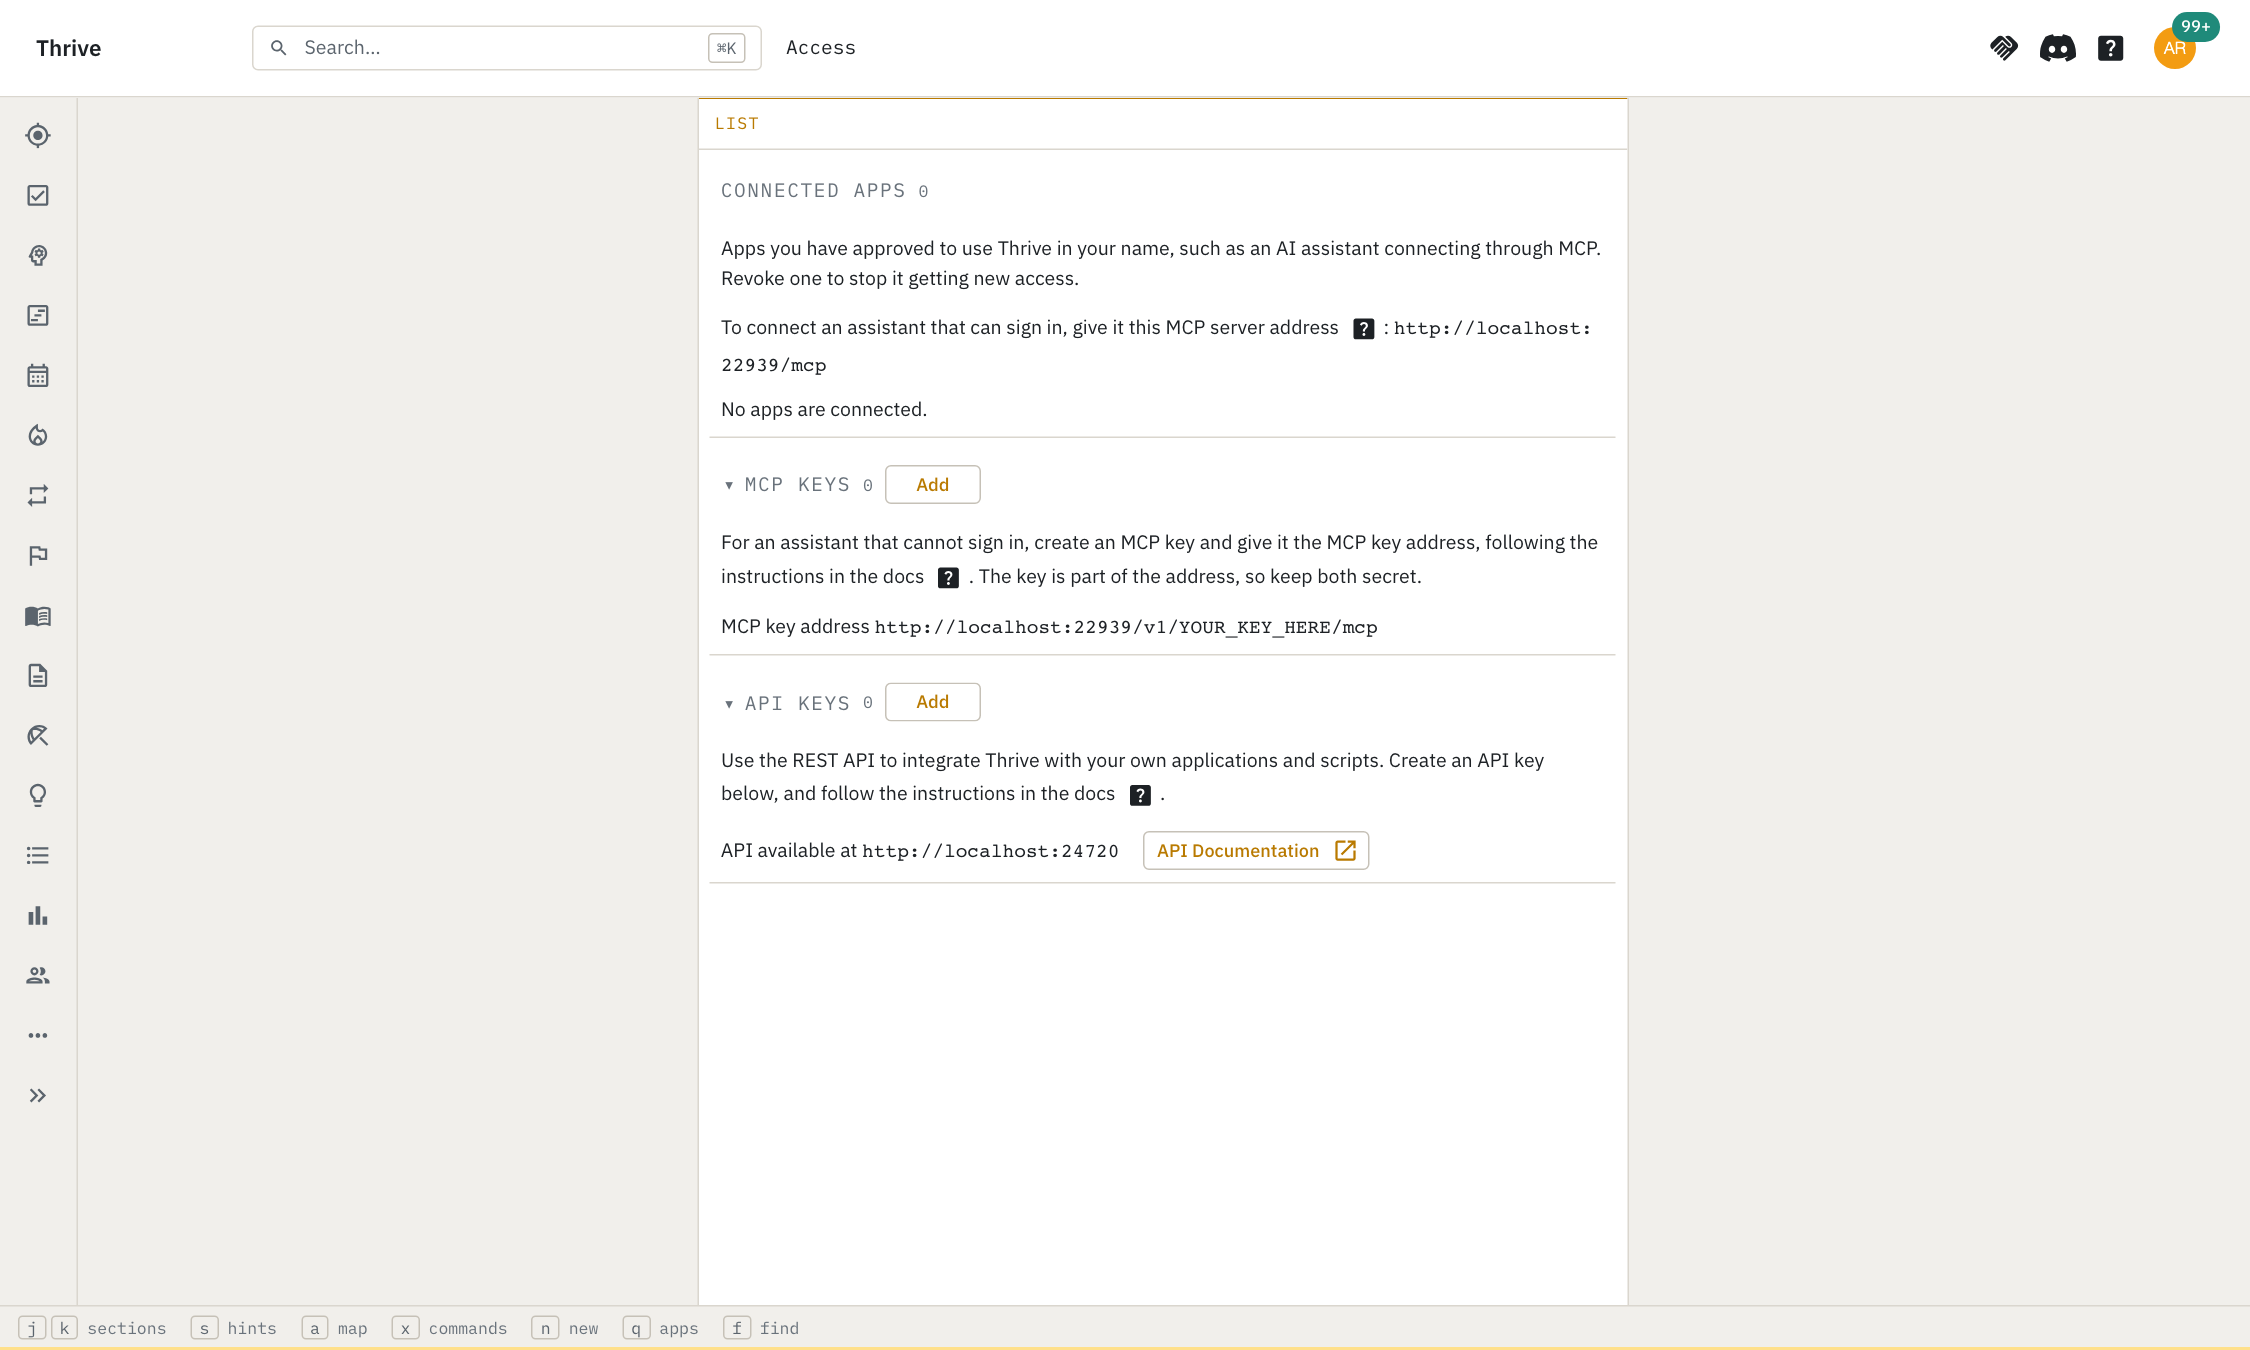 Thrive
Search...
⌘K
Access
99+
AR
LIST
CONNECTED APPS 0
Apps you have approved to use Thrive in your name, such as an AI assistant connecting through MCP.
Revoke one to stop it getting new access.
To connect an assistant that can sign in, give it this MCP server address ? : http://localhost:
22939/mcp
No apps are connected.
▾ MCP KEYS 0 Add
For an assistant that cannot sign in, create an MCP key and give it the MCP key address, following the
instructions in the docs ? . The key is part of the address, so keep both secret.
MCP key address http://localhost:22939/v1/YOUR_KEY_HERE/mcp
▾ API KEYS 0 Add
Use the REST API to integrate Thrive with your own applications and scripts. Create an API key
below, and follow the instructions in the docs ? .
API available at http://localhost:24720 API Documentation
j k sections s hints a map x commands n new q apps f find